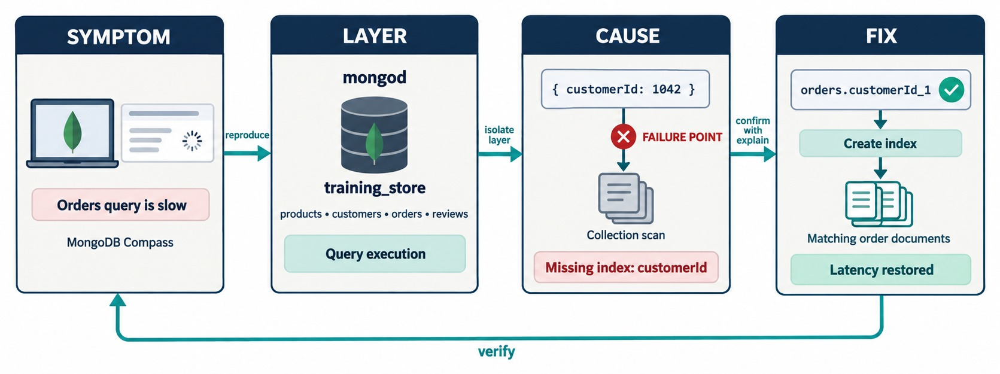 SYMPTOM
Orders query is slow
MongoDB Compass
reproduce
LAYER
mongod
training_store
products • customers • orders • reviews
Query execution
isolate
layer
CAUSE
{ customerId: 1042 }
FAILURE POINT
Collection scan
Missing index: customerId
confirm
with
explain
FIX
orders.customerId_1
Create index
Matching order documents
Latency restored
verify